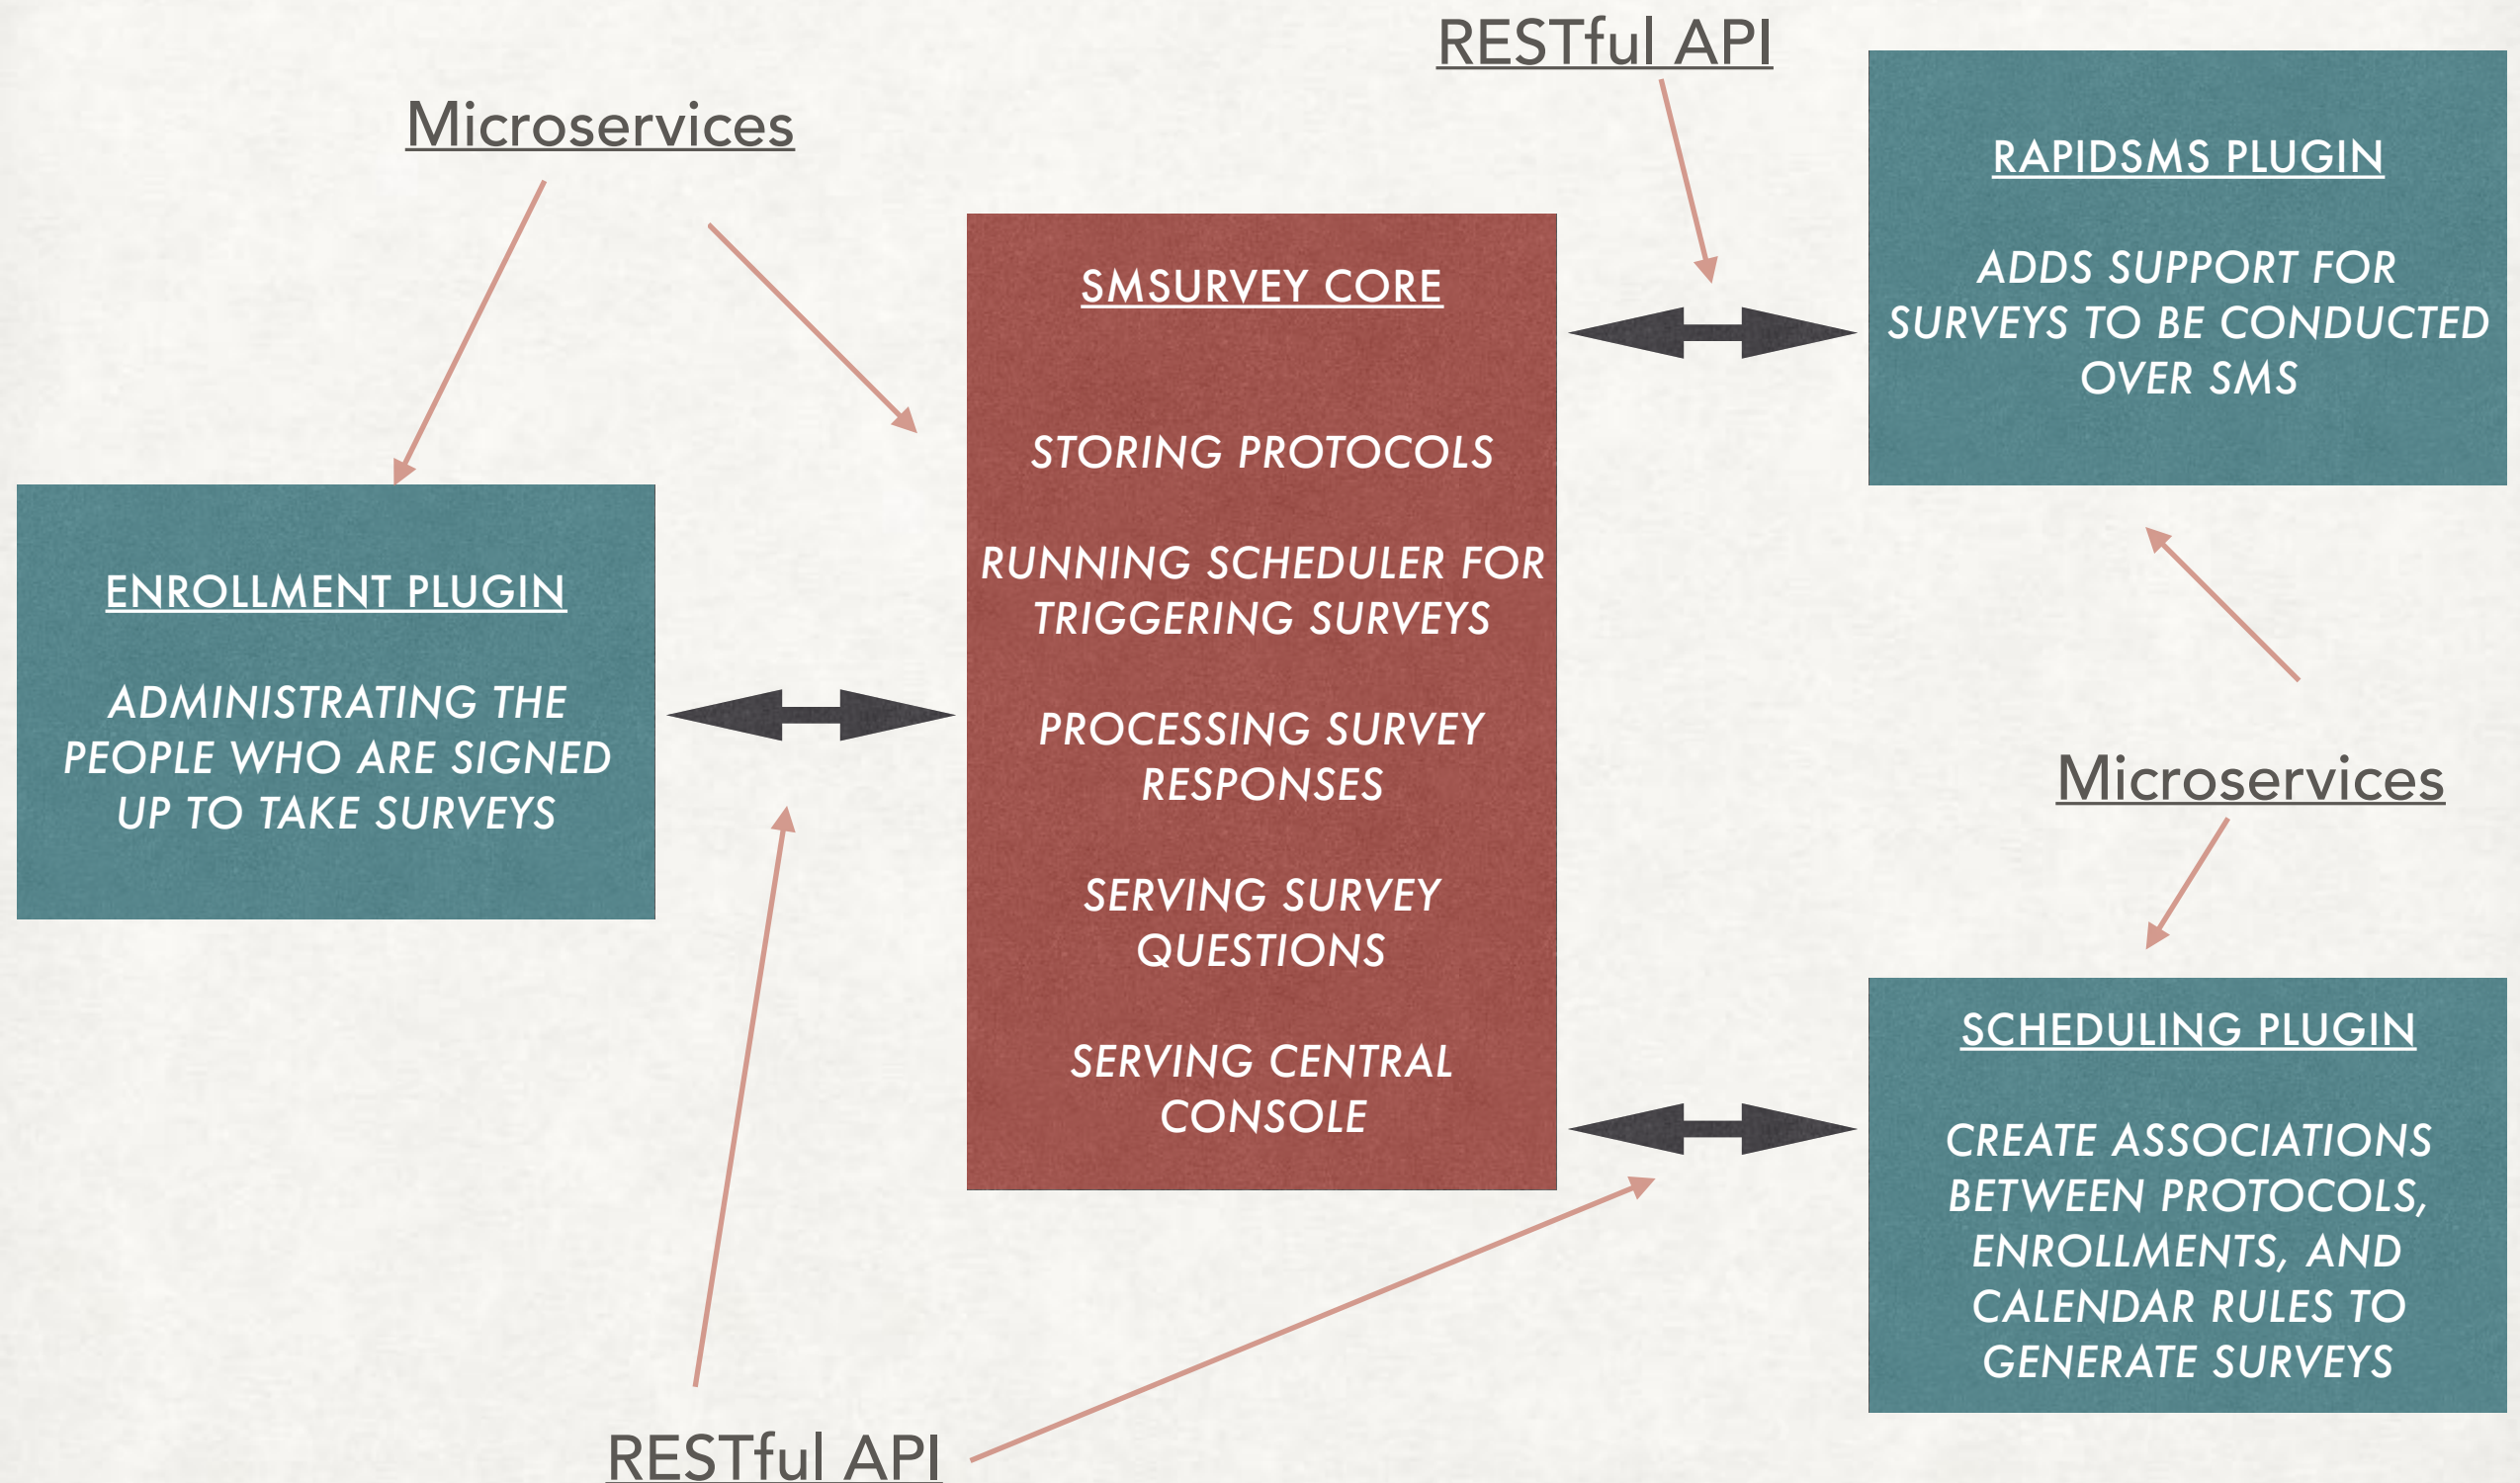 RESTful API
Microservices
RAPIDSMS PLUGIN
ADDS SUPPORT FOR
SURVEYS TO BE CONDUCTED
OVER SMS
SMSURVEY CORE
STORING PROTOCOLS
RUNNING SCHEDULER FOR
TRIGGERING SURVEYS
PROCESSING SURVEY
RESPONSES
SERVING SURVEY
QUESTIONS
SERVING CENTRAL
CONSOLE
ENROLLMENT PLUGIN
ADMINISTRATING THE
PEOPLE WHO ARE SIGNED
UP TO TAKE SURVEYS
Microservices
SCHEDULING PLUGIN
CREATE ASSOCIATIONS
BETWEEN PROTOCOLS,
ENROLLMENTS, AND
CALENDAR RULES TO
GENERATE SURVEYS
RESTful API